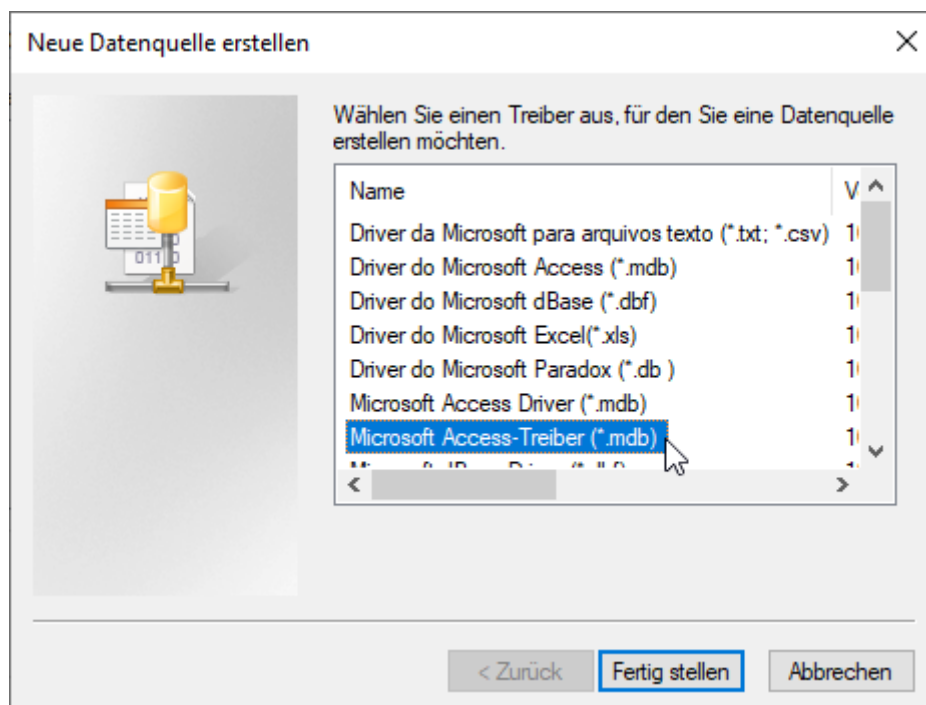 Neue Datenquelle erstellen
Wählen Sie einen Treiber aus, für den Sie eine Datenquelle
erstellen möchten.
Name
Driver da Microsoft para arquivos texto (*.txt; *.csv)
Driver do Microsoft Access (*.mdb)
Driver do Microsoft dBase (*.dbf)
Driver do Microsoft Excel(*.xls)
Driver do Microsoft Paradox (*.db )
Microsoft Access Driver (*.mdb)
Microsoft Access-Treiber (*.mdb)
< Zurück Fertig stellen Abbrechen